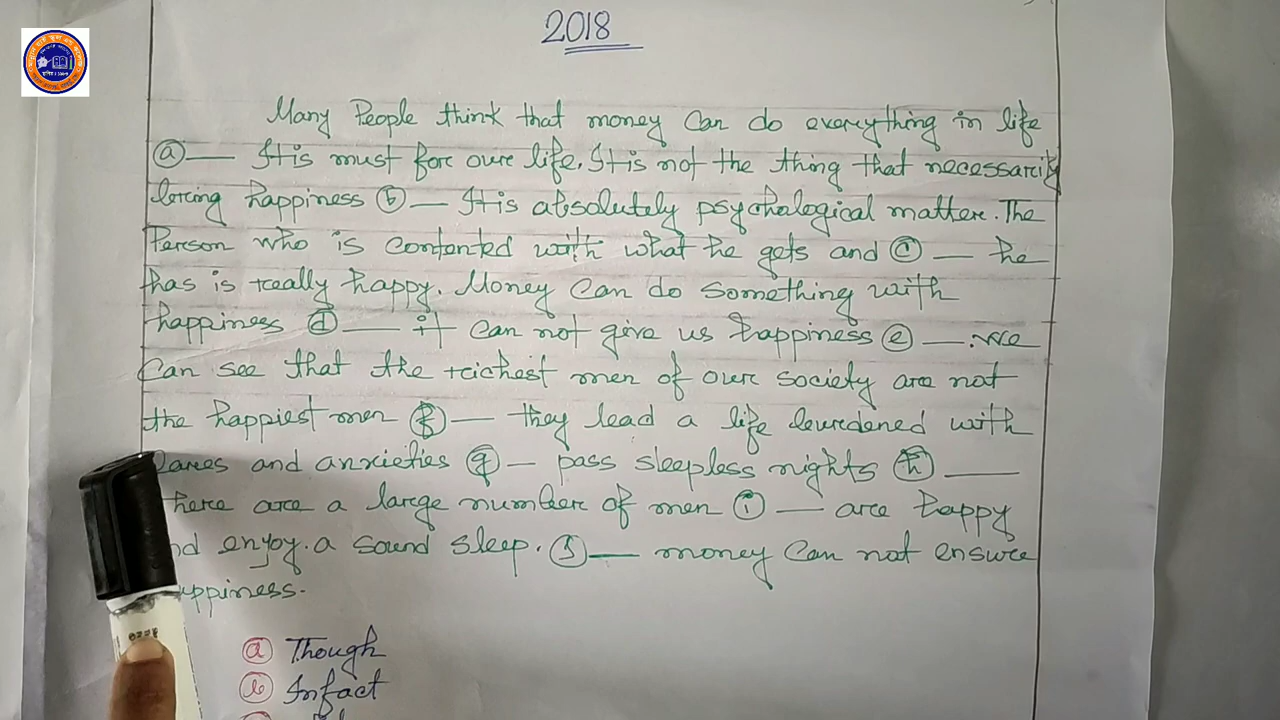 2018
Many People think that money can do everything in life
ⓐ — It is must for our life. It is not the thing that necessarily
bring happiness ⓑ — It is absolutely psychological matter. The
Person who is contented with what he gets and ⓒ — he
has is really happy. Money can do something with
happiness ⓓ — it can not give us happiness ⓔ —. We
can see that the richest men of our society are not
the happiest men ⓕ — they lead a life burdened with
cares and anxieties ⓖ — pass sleepless nights ⓗ —
here are a large number of men ⓘ — are happy
nd enjoy a sound sleep. ⓙ — money can not ensure
appiness.
ⓐ Though
ⓑ Infact